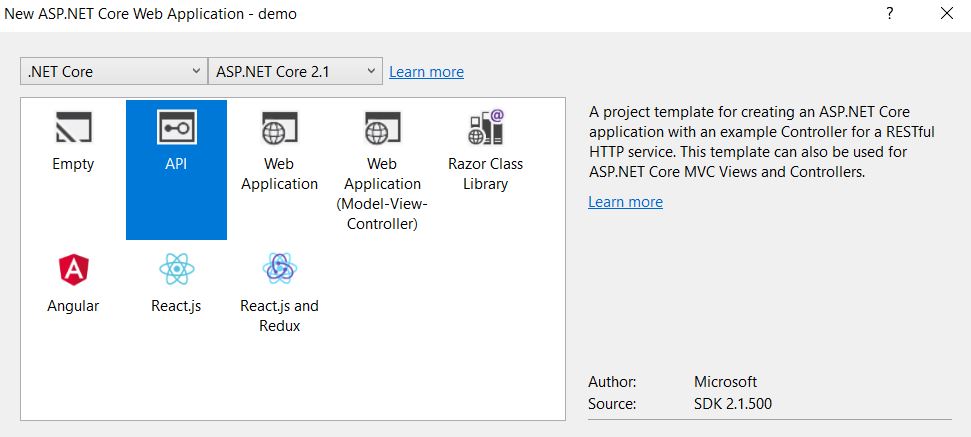 New ASP.NET Core Web Application - demo
? ×
.NET Core ASP.NET Core 2.1 Learn more
Empty
API
Web
Application
Web
Application
(Model-View-
Controller)
Razor Class
Library
Angular
React.js
React.js and
Redux
A project template for creating an ASP.NET Core
application with an example Controller for a RESTful
HTTP service. This template can also be used for
ASP.NET Core MVC Views and Controllers.
Learn more
Author: Microsoft
Source: SDK 2.1.500